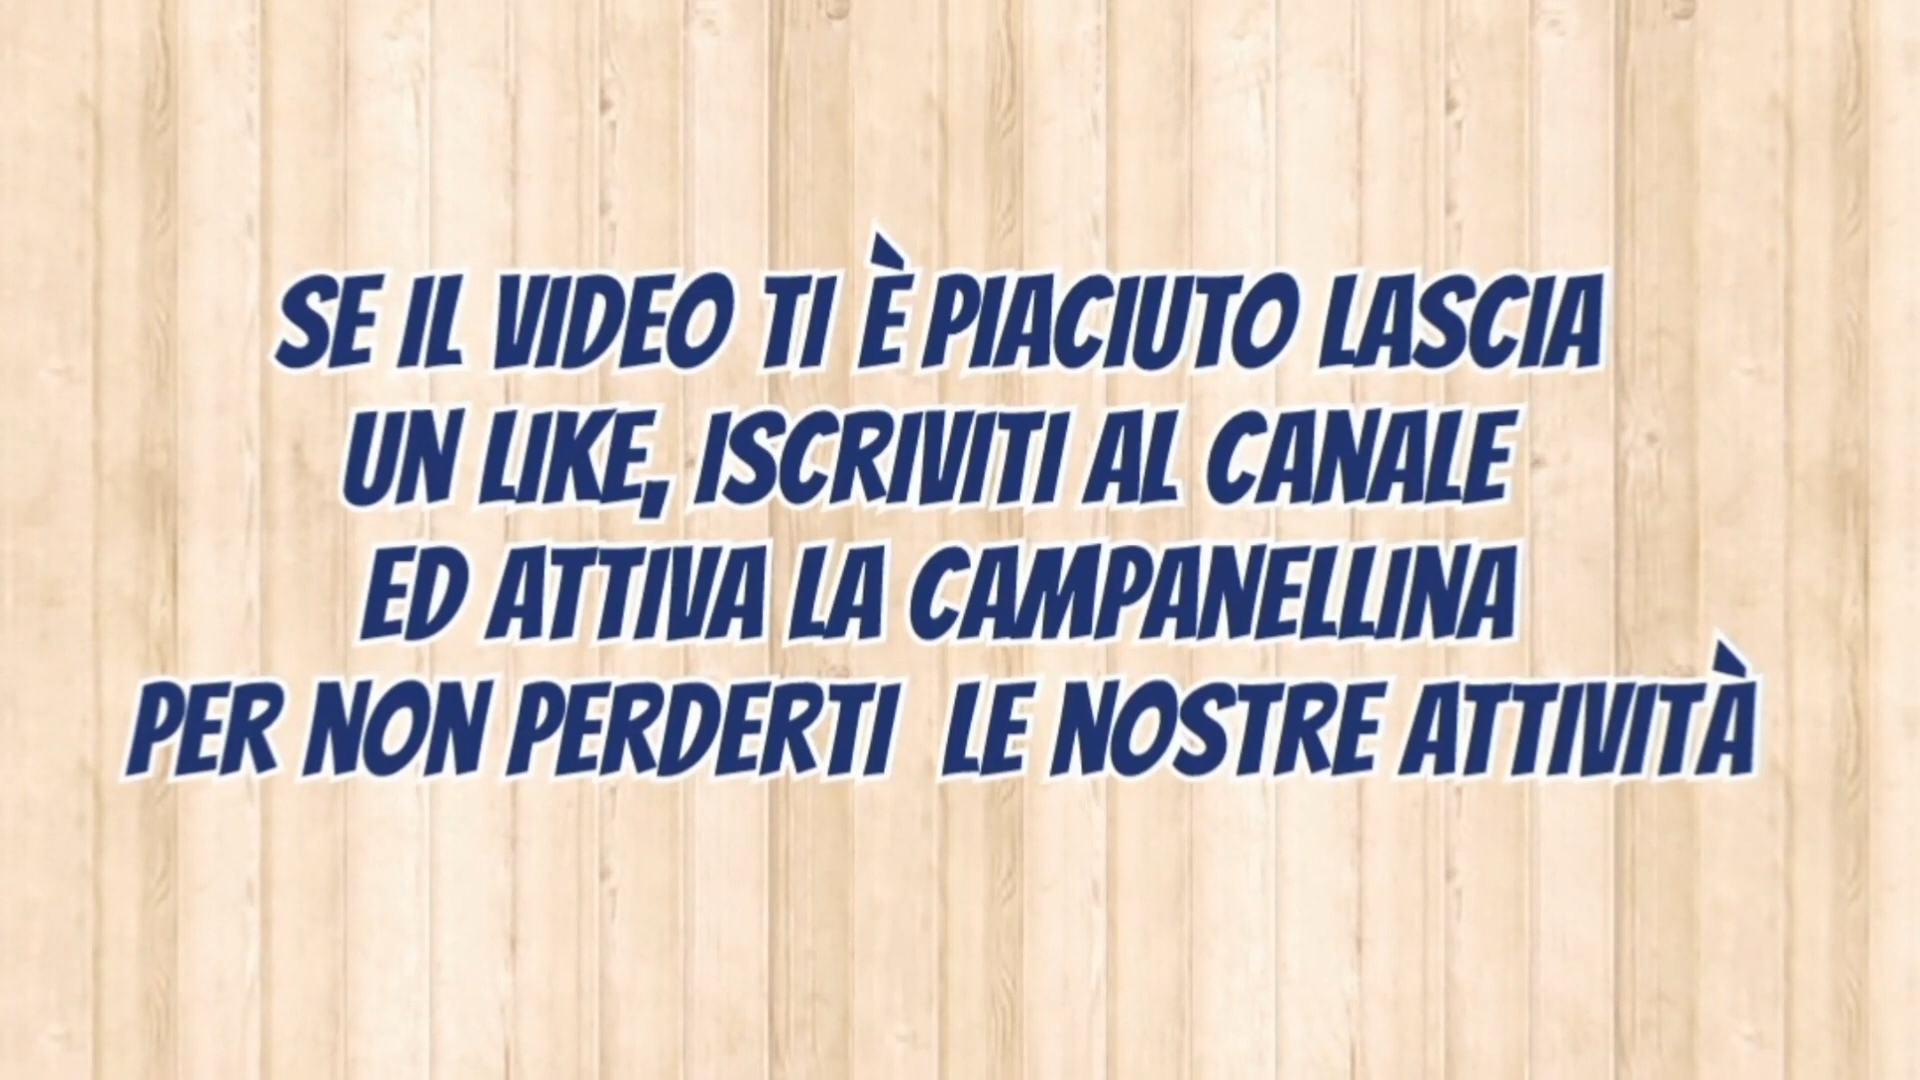 SE IL VIDEO TI È PIACIUTO LASCIA
UN LIKE, ISCRIVITI AL CANALE
ED ATTIVA LA CAMPANELLINA
PER NON PERDERTI LE NOSTRE ATTIVITÀ